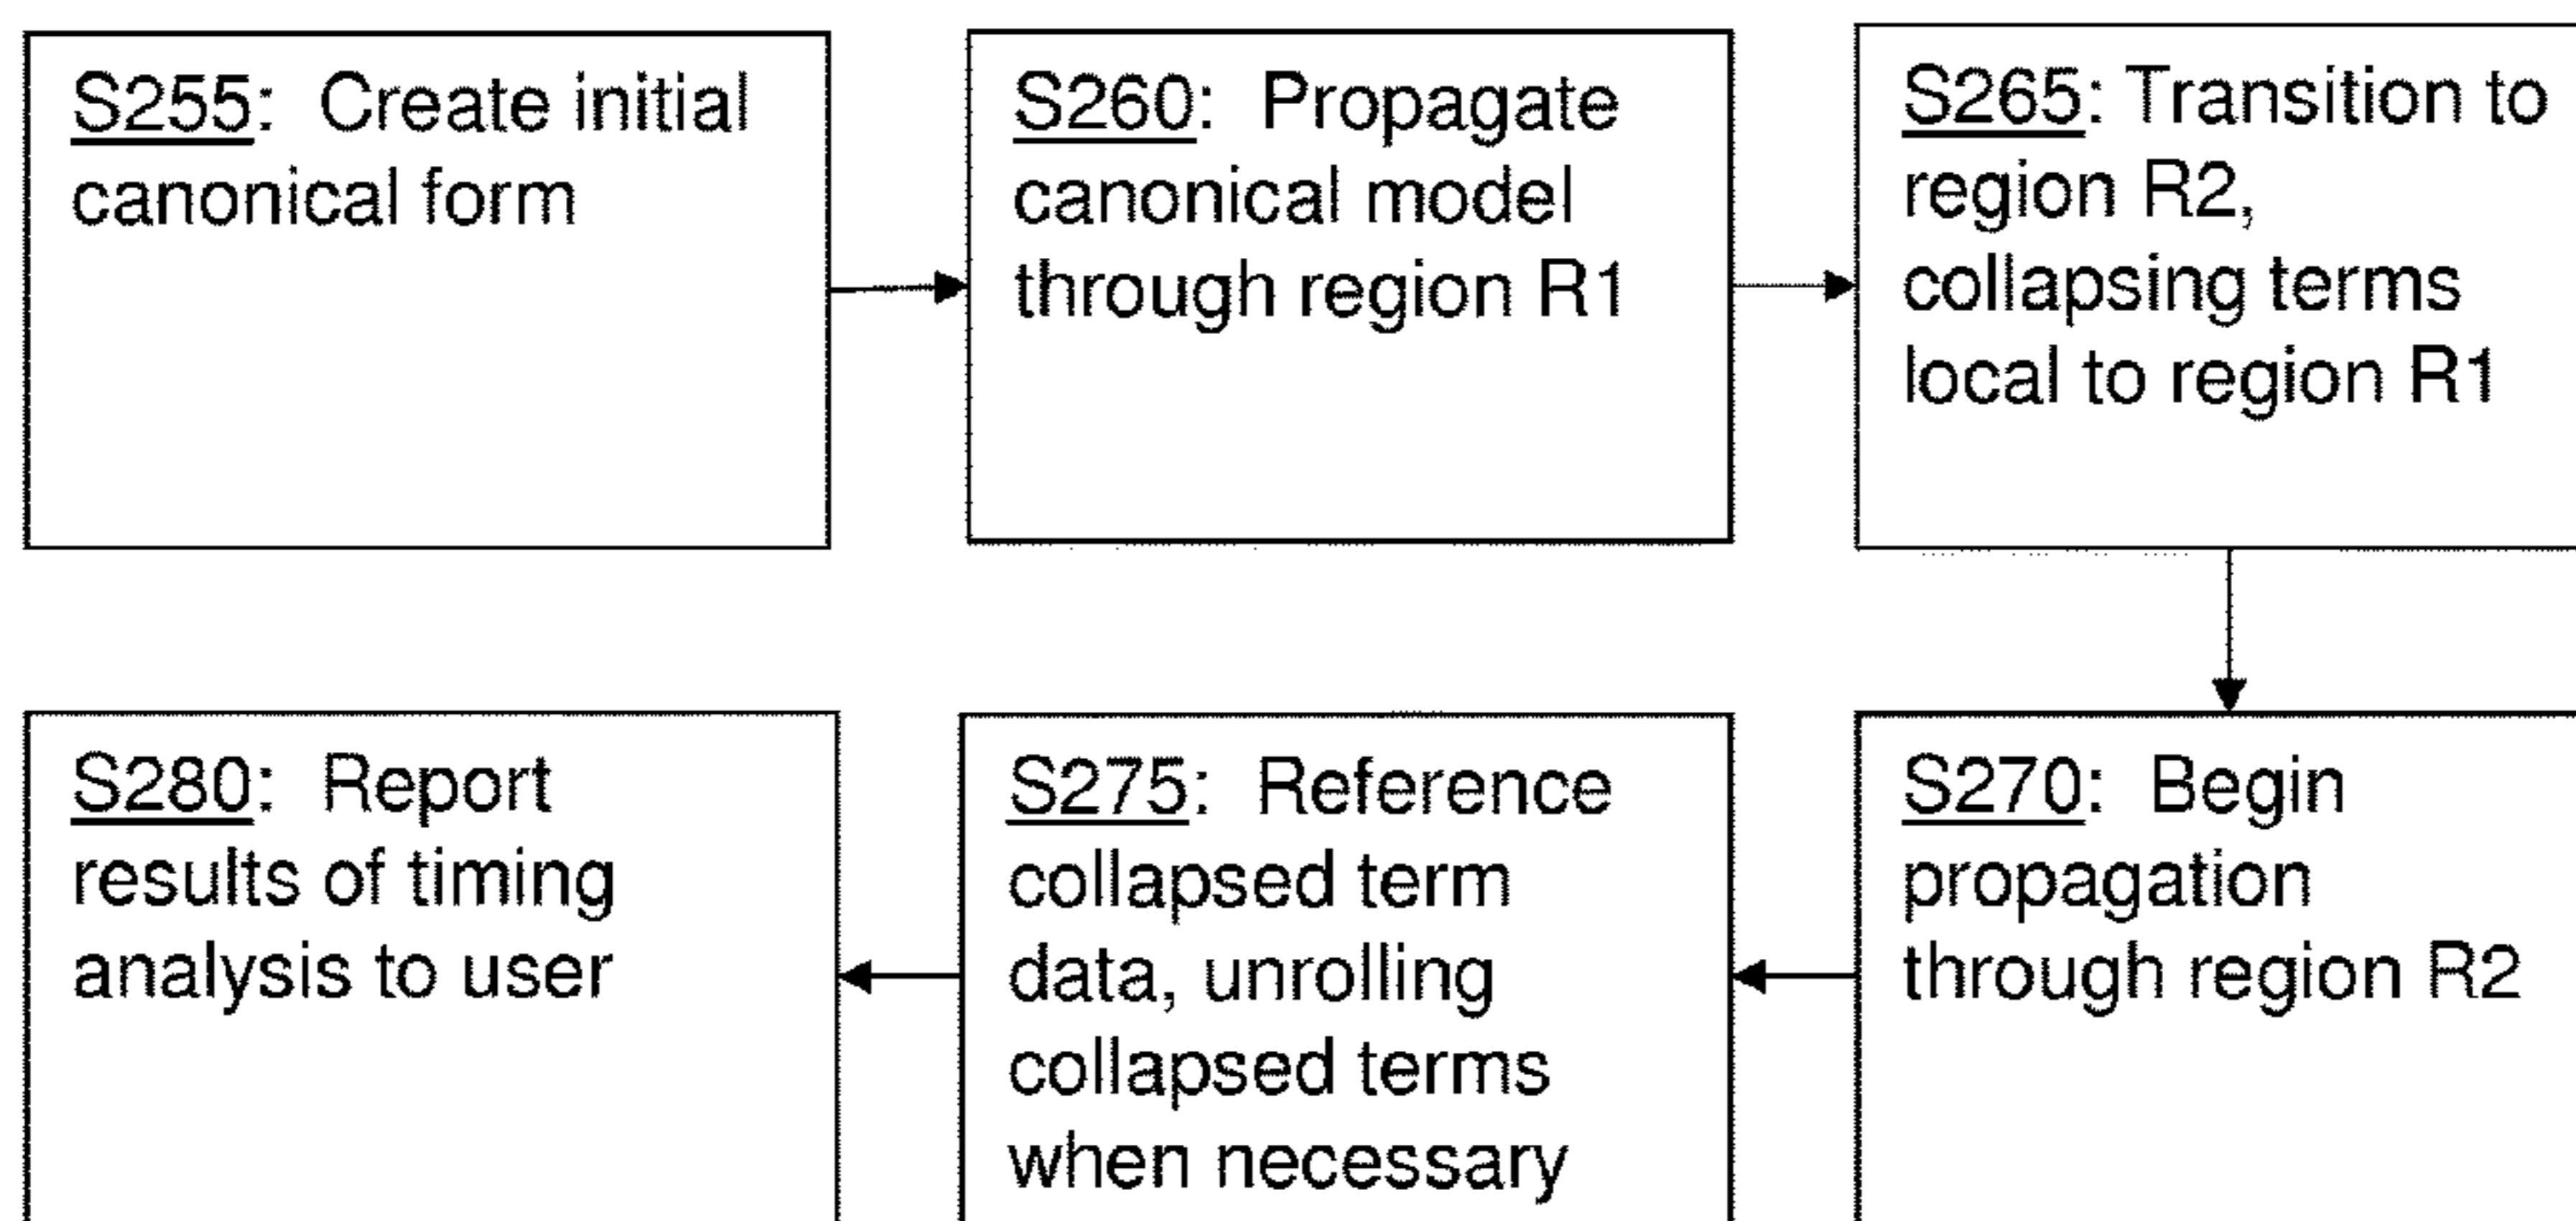 S255: Create initial
canonical form
S260: Propagate
canonical model
through region R1
S265: Transition to
region R2,
collapsing terms
local to region R1
S270: Begin
propagation
through region R2
S275: Reference
collapsed term
data, unrolling
collapsed terms
when necessary
S280: Report
results of timing
analysis to user